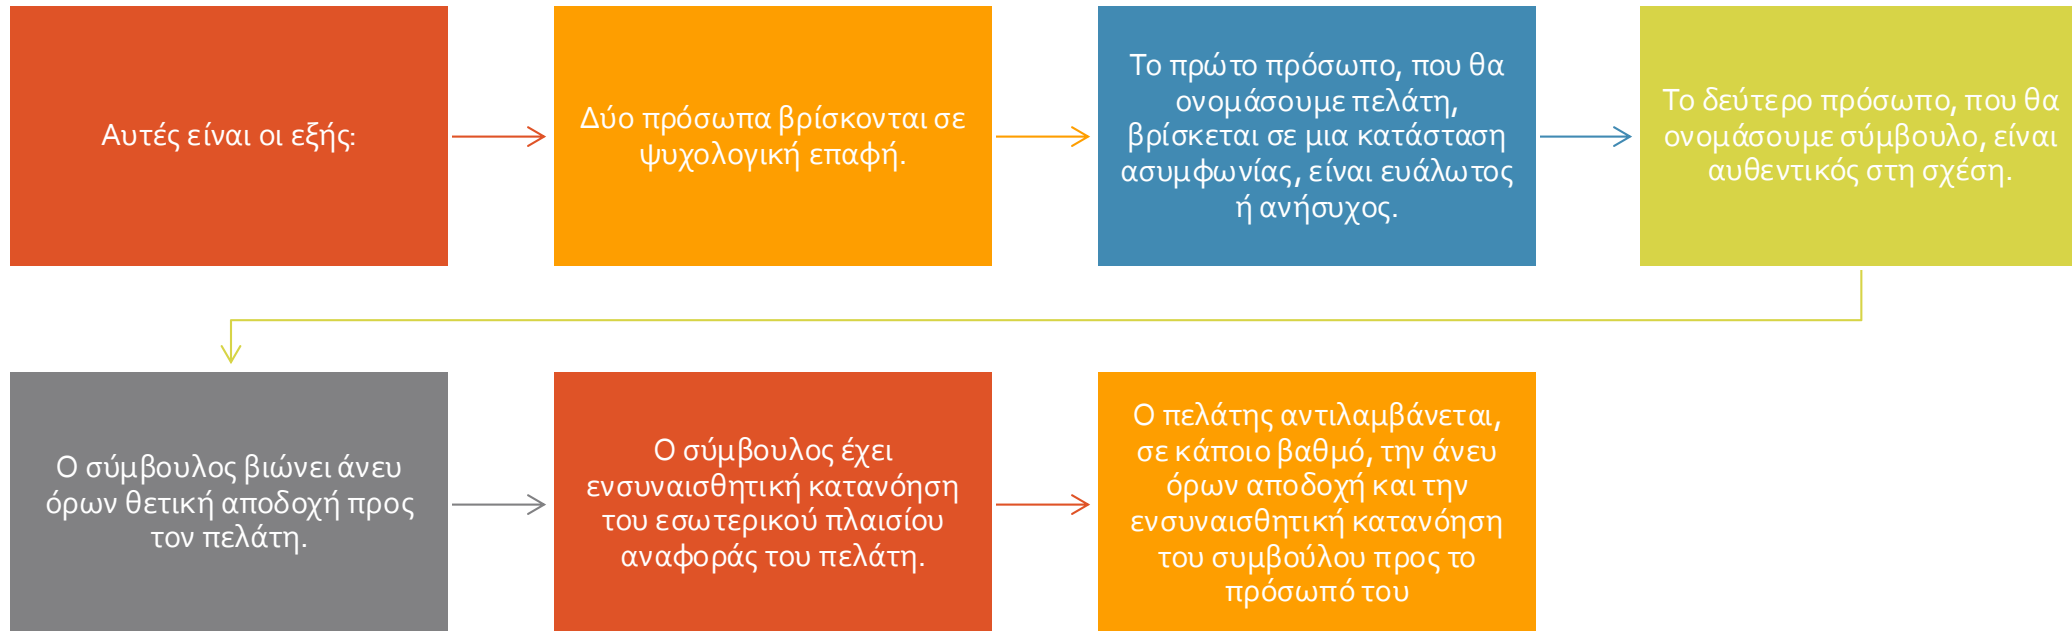 Αυτές είναι οι εξής:
Δύο πρόσωπα βρίσκονται σε
ψυχολογική επαφή.
Το πρώτο πρόσωπο, που θα
ονομάσουμε πελάτη,
βρίσκεται σε μια κατάσταση
ασυμφωνίας, είναι ευάλωτος
ή ανήσυχος.
Το δεύτερο πρόσωπο, που θα
ονομάσουμε σύμβουλο, είναι
αυθεντικός στη σχέση.
Ο σύμβουλος βιώνει άνευ
όρων θετική αποδοχή προς
τον πελάτη.
Ο σύμβουλος έχει
ενσυναισθητική κατανόηση
του εσωτερικού πλαισίου
αναφοράς του πελάτη.
Ο πελάτης αντιλαμβάνεται,
σε κάποιο βαθμό, την άνευ
όρων αποδοχή και την
ενσυναισθητική κατανόηση
του συμβούλου προς το
πρόσωπό του